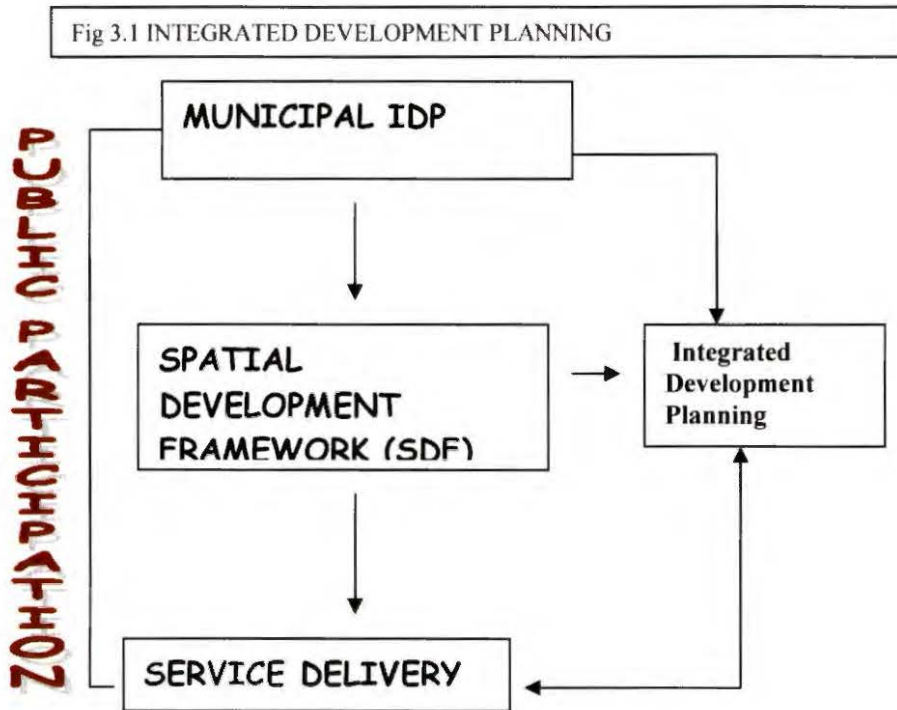 Fig 3.1 INTEGRATED DEVELOPMENT PLANNING
PUBLIC PARTICIPATION
MUNICIPAL IDP
SPATIAL
DEVELOPMENT
FRAMEWORK (SDF)
Integrated
Development
Planning
SERVICE DELIVERY